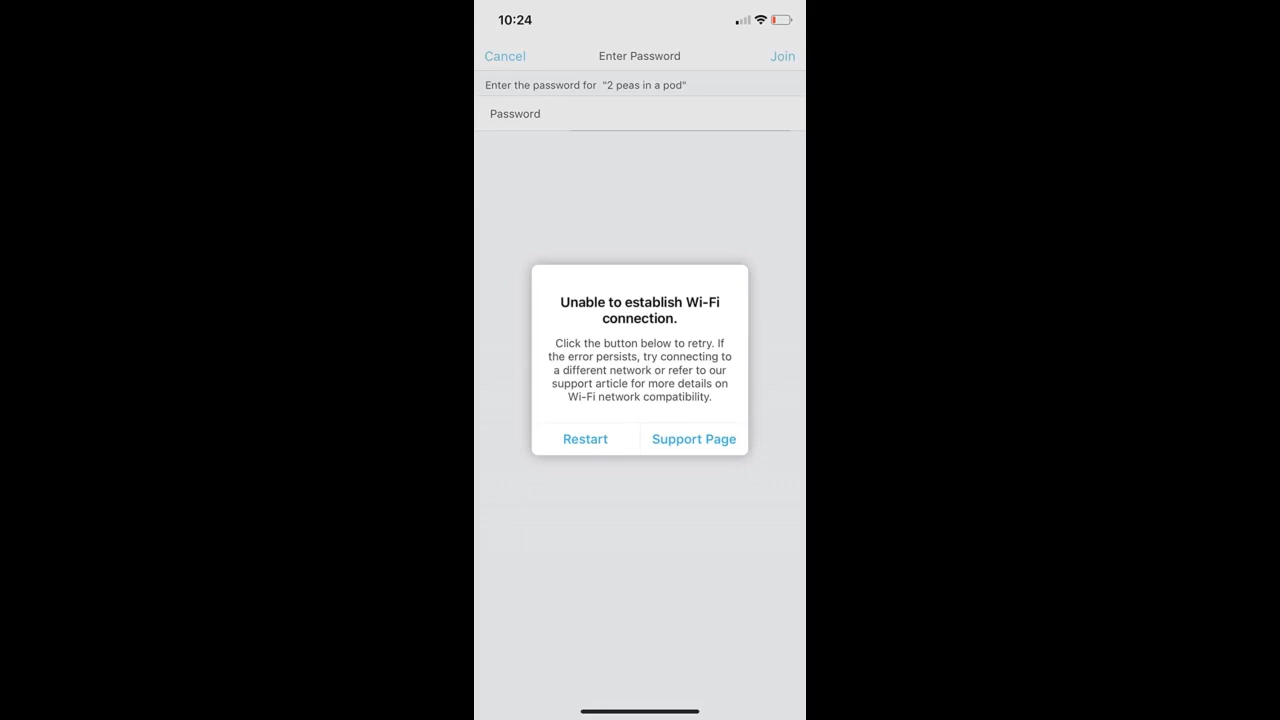 10:24
Cancel Enter Password Join
Enter the password for "2 peas in a pod"
Password
Unable to establish Wi-Fi
connection.
Click the button below to retry. If
the error persists, try connecting to
a different network or refer to our
support article for more details on
Wi-Fi network compatibility.
Restart Support Page